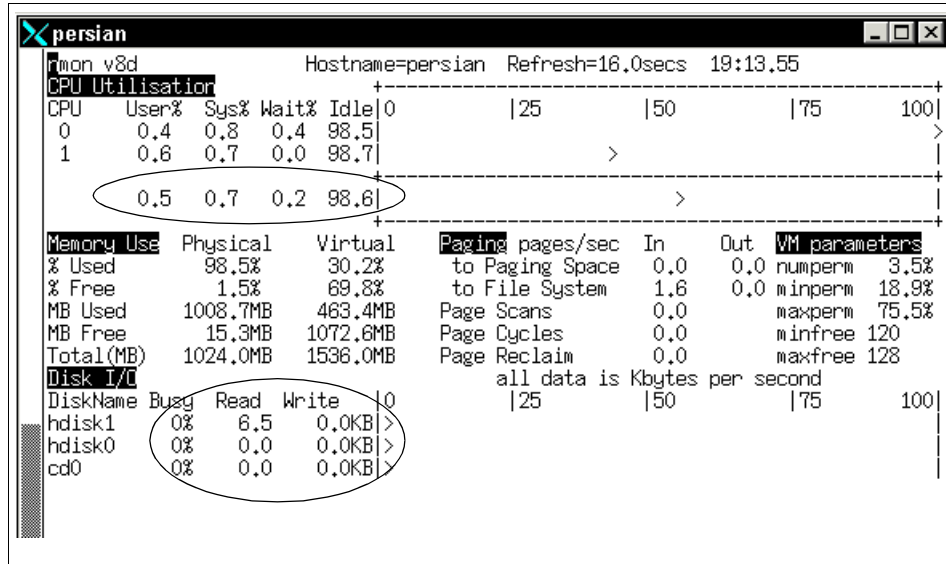 persian
nmon v8d Hostname=persian Refresh=16.0secs 19:13.55
CPU Utilisation
CPU User% Sys% Wait% Idle|0 |25 |50 |75 100|
0 0.4 0.8 0.4 98.5| >
1 0.6 0.7 0.0 98.7| > |
0.5 0.7 0.2 98.6| > |
Memory Use Physical Virtual Paging pages/sec In Out VM parameters
% Used 98.5% 30.2% to Paging Space 0.0 0.0 numperm 3.5%
% Free 1.5% 69.8% to File System 1.6 0.0 minperm 18.9%
MB Used 1008.7MB 463.4MB Page Scans 0.0 maxperm 75.5%
MB Free 15.3MB 1072.6MB Page Cycles 0.0 minfree 120
Total(MB) 1024.0MB 1536.0MB Page Reclaim 0.0 maxfree 128
Disk I/O all data is Kbytes per second
DiskName Busy Read Write |0 |25 |50 |75 100|
hdisk1 0% 6.5 0.0KB|> |
hdisk0 0% 0.0 0.0KB|> |
cd0 0% 0.0 0.0KB|> |